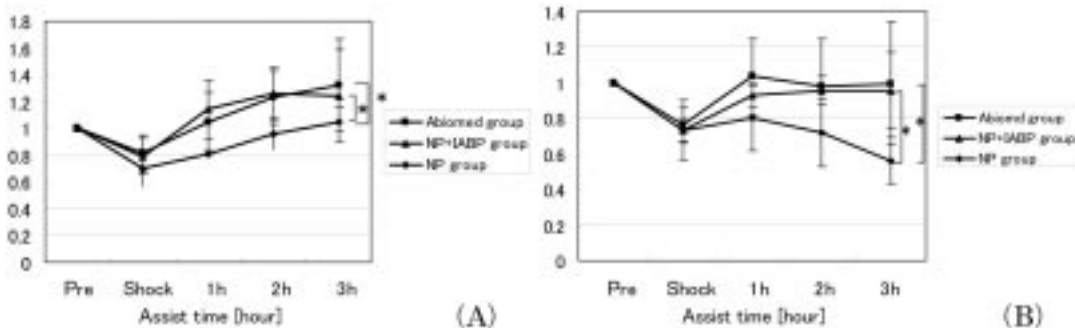 1.8
1.6
1.4
1.2
1
0.8
0.6
0.4
0.2
0
Pre Shock 1h 2h 3h
Assist time [hour]
(A)
* *
Abiomed group
NP+IABP group
NP group
1.4
1.2
1
0.8
0.6
0.4
0.2
0
Pre Shock 1h 2h 3h
Assist time [hour]
(B)
* *
Abiomd group
NP+IABP group
NP group